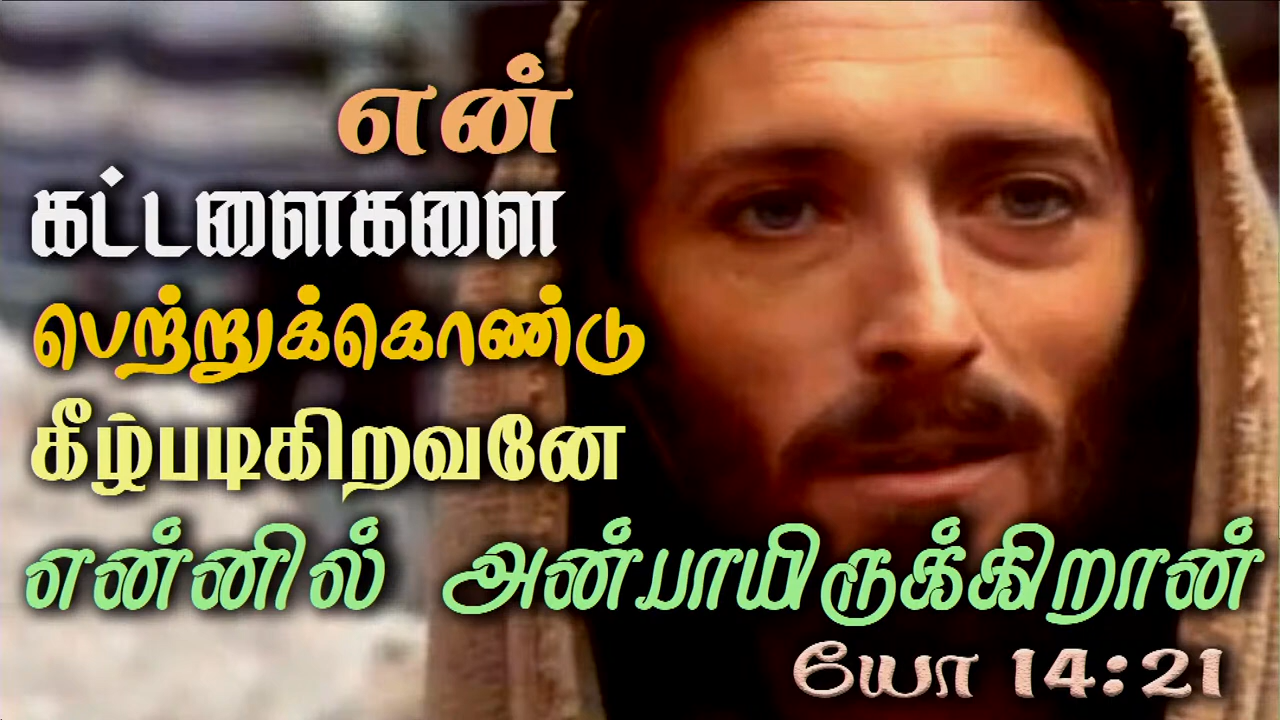 என்
கட்டளைகளை
பெற்றுக்கொண்டு
கீழ்படிகிறவனே
என்னில் அன்பாயிருக்கிறான்
யோ 14:21